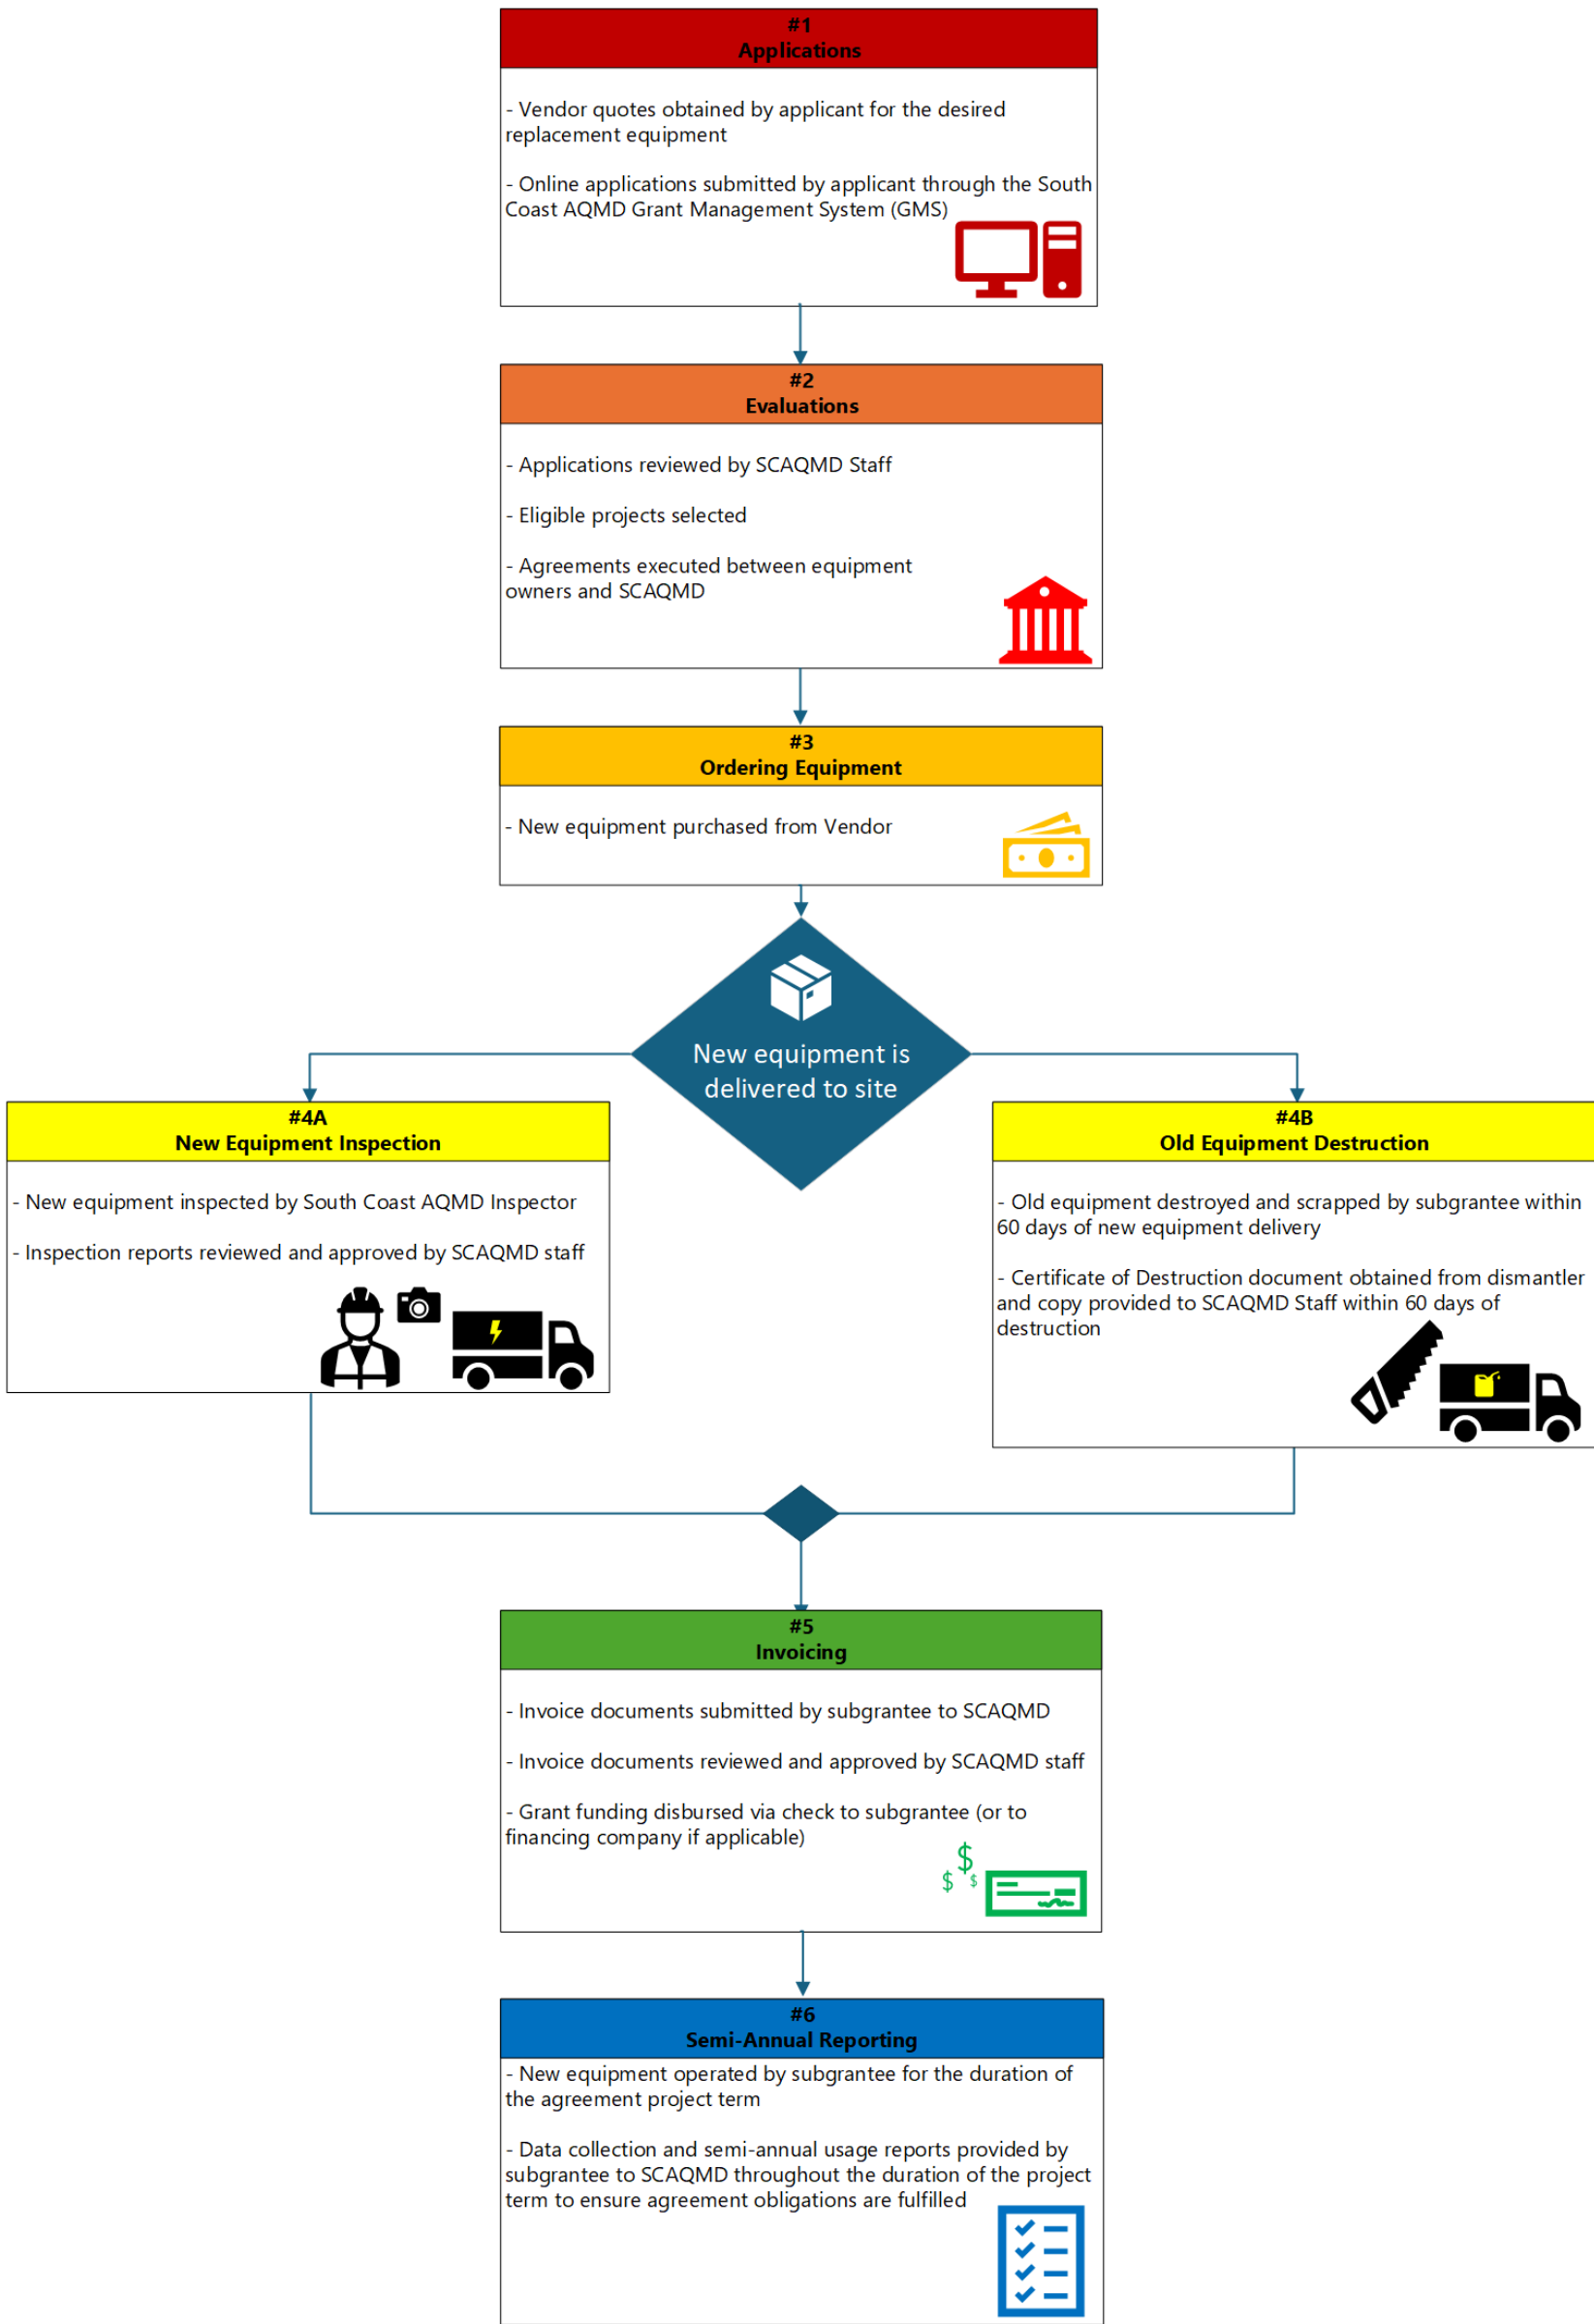 #1
Applications
- Vendor quotes obtained by applicant for the desired
replacement equipment
- Online applications submitted by applicant through the South
Coast AQMD Grant Management System (GMS)
#2
Evaluations
- Applications reviewed by SCAQMD Staff
- Eligible projects selected
- Agreements executed between equipment
owners and SCAQMD
#3
Ordering Equipment
- New equipment purchased from Vendor
New equipment is
delivered to site
#4A
New Equipment Inspection
- New equipment inspected by South Coast AQMD Inspector
- Inspection reports reviewed and approved by SCAQMD staff
#4B
Old Equipment Destruction
- Old equipment destroyed and scrapped by subgrantee within
60 days of new equipment delivery
- Certificate of Destruction document obtained from dismantler
and copy provided to SCAQMD Staff within 60 days of
destruction
#5
Invoicing
- Invoice documents submitted by subgrantee to SCAQMD
- Invoice documents reviewed and approved by SCAQMD staff
- Grant funding disbursed via check to subgrantee (or to
financing company if applicable)
$
$ $
#6
Semi-Annual Reporting
- New equipment operated by subgrantee for the duration of
the agreement project term
- Data collection and semi-annual usage reports provided by
subgrantee to SCAQMD throughout the duration of the project
term to ensure agreement obligations are fulfilled